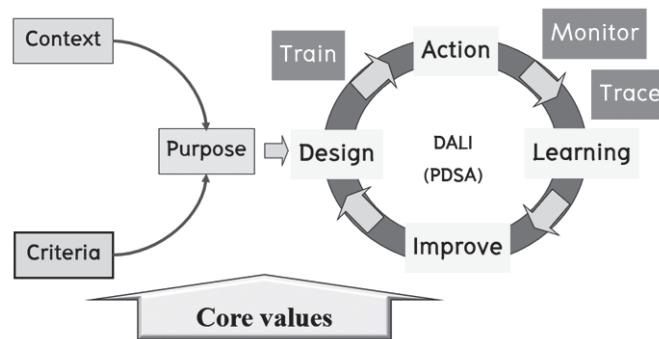 Context
Criteria
Purpose
Train
Action
Monitor
Trace
Design
DALI
(PDSA)
Learning
Improve
Core values